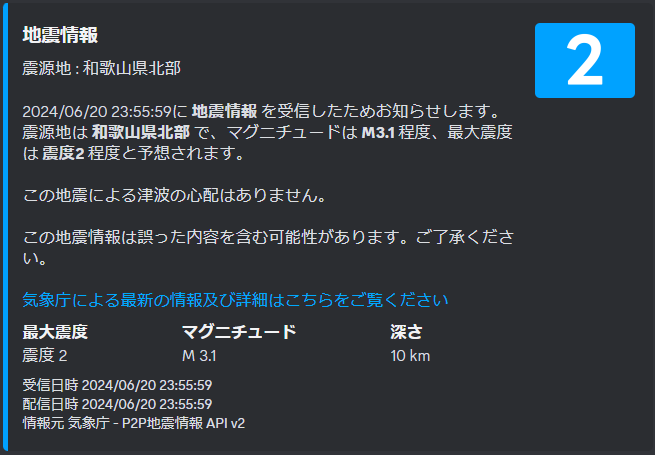 地震情報
2
震源地 : 和歌山県北部
2024/06/20 23:55:59に 地震情報 を受信したためお知らせします。
震源地は 和歌山県北部 で、マグニチュードは M3.1 程度、最大震度
は 震度2 程度と予想されます。
この地震による津波の心配はありません。
この地震情報は誤った内容を含む可能性があります。ご了承くださ
い。
気象庁による最新の情報及び詳細はこちらをご覧ください
最大震度 マグニチュード 深さ
震度 2 M 3.1 10 km
受信日時 2024/06/20 23:55:59
配信日時 2024/06/20 23:55:59
情報元 気象庁 - P2P地震情報 API v2